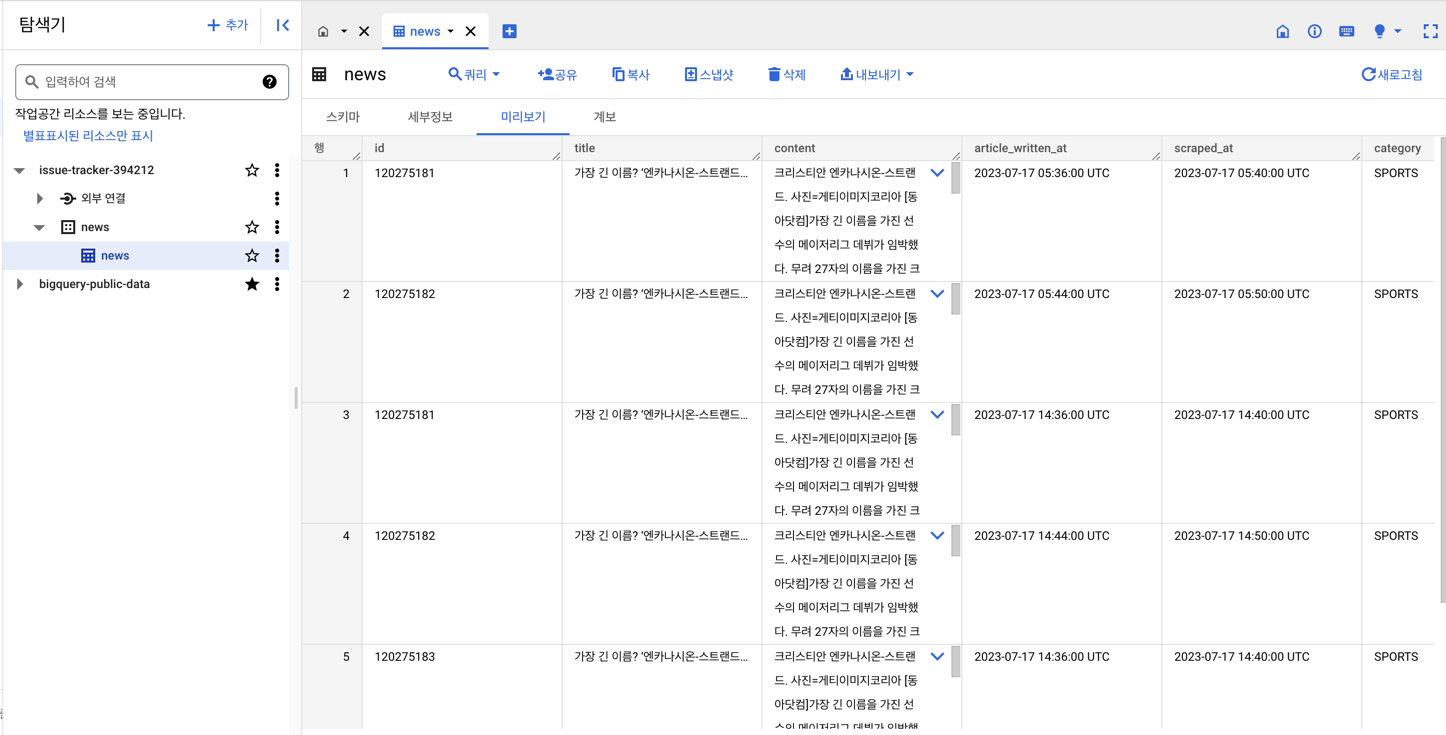 탐색기
추가
입력하여 검색
작업공간 리소스를 보는 중입니다.
별표표시된 리소스만 표시
issue-tracker-394212
외부 연결
news
news
bigquery-public-data
news
news
쿼리
공유
복사
스냅샷
삭제
내보내기
새로고침
스키마 세부정보 미리보기 계보
행 id title content article_written_at scraped_at category
1 120275181 가장 긴 이름? ‘엔카나시온-스트랜드... 크리스티안 엔카나시온-스트랜 2023-07-17 05:36:00 UTC 2023-07-17 05:40:00 UTC SPORTS
드. 사진=게티이미지코리아 [동
아닷컴]가장 긴 이름을 가진 선
수의 메이저리그 데뷔가 임박했
다. 무려 27자의 이름을 가진 크
2 120275182 가장 긴 이름? ‘엔카나시온-스트랜드... 크리스티안 엔카나시온-스트랜 2023-07-17 05:44:00 UTC 2023-07-17 05:50:00 UTC SPORTS
드. 사진=게티이미지코리아 [동
아닷컴]가장 긴 이름을 가진 선
수의 메이저리그 데뷔가 임박했
다. 무려 27자의 이름을 가진 크
3 120275181 가장 긴 이름? ‘엔카나시온-스트랜드... 크리스티안 엔카나시온-스트랜 2023-07-17 14:36:00 UTC 2023-07-17 14:40:00 UTC SPORTS
드. 사진=게티이미지코리아 [동
아닷컴]가장 긴 이름을 가진 선
수의 메이저리그 데뷔가 임박했
다. 무려 27자의 이름을 가진 크
4 120275182 가장 긴 이름? ‘엔카나시온-스트랜드... 크리스티안 엔카나시온-스트랜 2023-07-17 14:44:00 UTC 2023-07-17 14:50:00 UTC SPORTS
드. 사진=게티이미지코리아 [동
아닷컴]가장 긴 이름을 가진 선
수의 메이저리그 데뷔가 임박했
다. 무려 27자의 이름을 가진 크
5 120275183 가장 긴 이름? ‘엔카나시온-스트랜드... 크리스티안 엔카나시온-스트랜 2023-07-17 14:36:00 UTC 2023-07-17 14:40:00 UTC SPORTS
드. 사진=게티이미지코리아 [동
아닷컴]가장 긴 이름을 가진 선